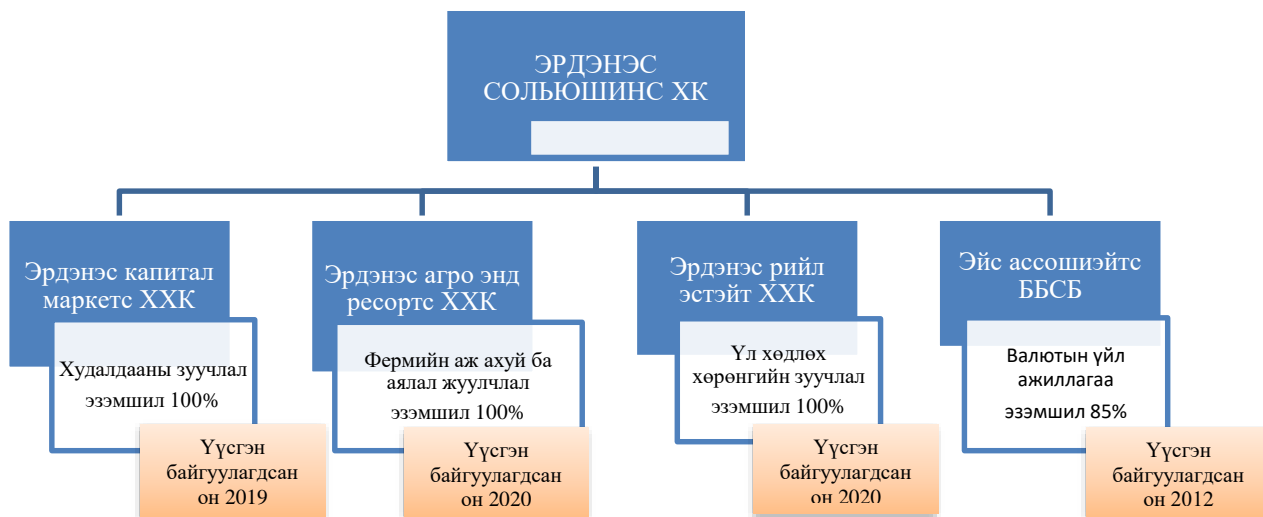 ЭРДЭНЭС
СОЛЬЮШИНС ХК
Эрдэнэс капитал
маркетс ХХК
Худалдааны зуучлал
эзэмшил 100%
Үүсгэн
байгуулагдсан
он 2019
Эрдэнэс агро энд
ресортс ХХК
Фермийн аж ахуй ба
аялал жуулчлал
эзэмшил 100%
Үүсгэн
байгуулагдсан
он 2020
Эрдэнэс рийл
эстэйт ХХК
Үл хөдлөх
хөрөнгийн зуучлал
эзэмшил 100%
Үүсгэн
байгуулагдсан
он 2020
Эйс ассошиэйтс
ББСБ
Валютын үйл
ажиллагаа
эзэмшил 85%
Үүсгэн
байгуулагдсан
он 2012